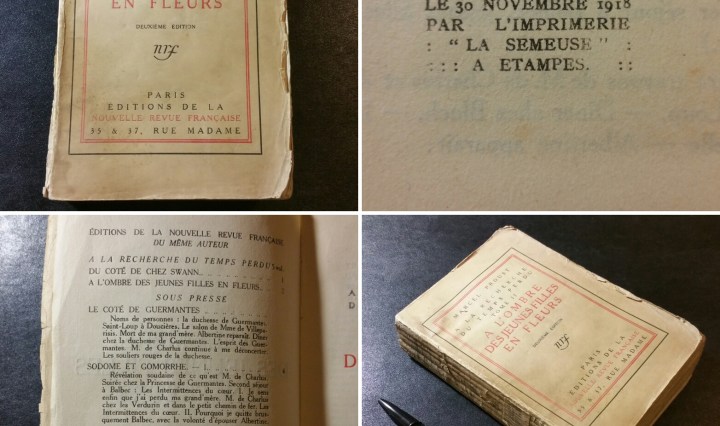 EN FLEURS
DEUXIÈME ÉDITION
nrf
PARIS
EDITIONS DE LA
NOUVELLE REVUE FRANÇAISE
35 & 37, RUE MADAME
LE 30 NOVEMBRE 1918
PAR L'IMPRIMERIE
: "LA SEMEUSE" :
::: A ETAMPES. ::
ÉDITIONS DE LA NOUVELLE REVUE FRANÇAISE
DU MÊME AUTEUR
A LA RECHERCHE DU TEMPS PERDU
DU COTÉ DE CHEZ SWANN..
A L'OMBRE DES JEUNES FILLES EN FLEURS..
SOUS PRESSE
LE COTÉ DE GUERMANTES
Noms de personnes : la duchesse de Guermantes.
Saint-Loup à Doncières. Le salon de Mme de Villepa-
risis. Mort de ma grand'mère. Albertine reparaît. Dîner
chez la duchesse de Guermantes. L'esprit des Guer-
mantes. M. de Charlus continue à me déconcerter.
Les souliers rouges de la duchesse.
SODOME ET GOMORRHE. — I.
Révélation soudaine de ce qu'est M. de Charlus.
Soirée chez la Princesse de Guermantes. Second séjour
à Balbec : Les Intermittences du cœur. I. Je sens
enfin que j'ai perdu ma grand'mère. M. de Charlus
chez les Verdurin et dans le petit chemin de fer. Les
Intermittences du cœur. II. Pourquoi je quitte brus-
quement Balbec, avec la volonté d'épouser Albertine.
MARCEL PROUST
A L'OMBRE
DES JEUNES FILLES
EN FLEURS
DEUXIÈME ÉDITION
nrf
PARIS
EDITIONS DE LA
35 & 37, RUE MADAME